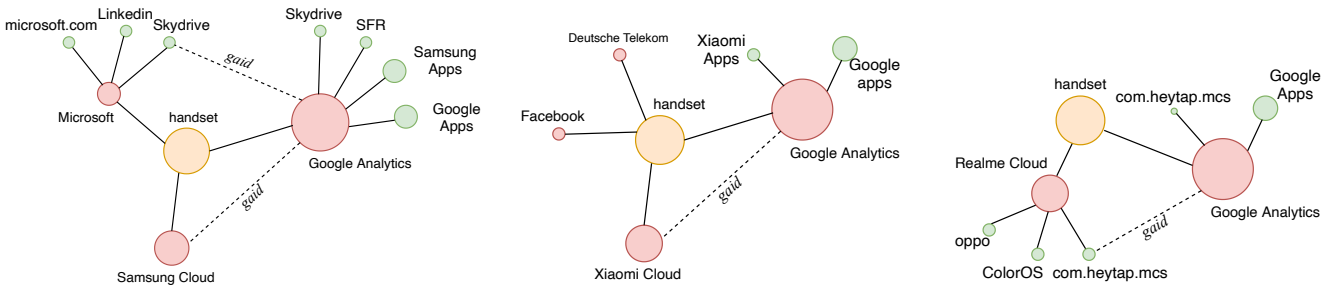 microsoft.com
Linkedin
Skydrive
gaid
Microsoft
handset
Samsung Cloud
Skydrive
SFR
Samsung
Apps
Google
Apps
Google Analytics
gaid
Deutsche Telekom
Facebook
handset
Xiaomi
Apps
Google
apps
Google Analytics
gaid
Xiaomi Cloud
handset
com.heytap.mcs
Google
Apps
Realme Cloud
Google Analytics
gaid
oppo
ColorOS
com.heytap.mcs